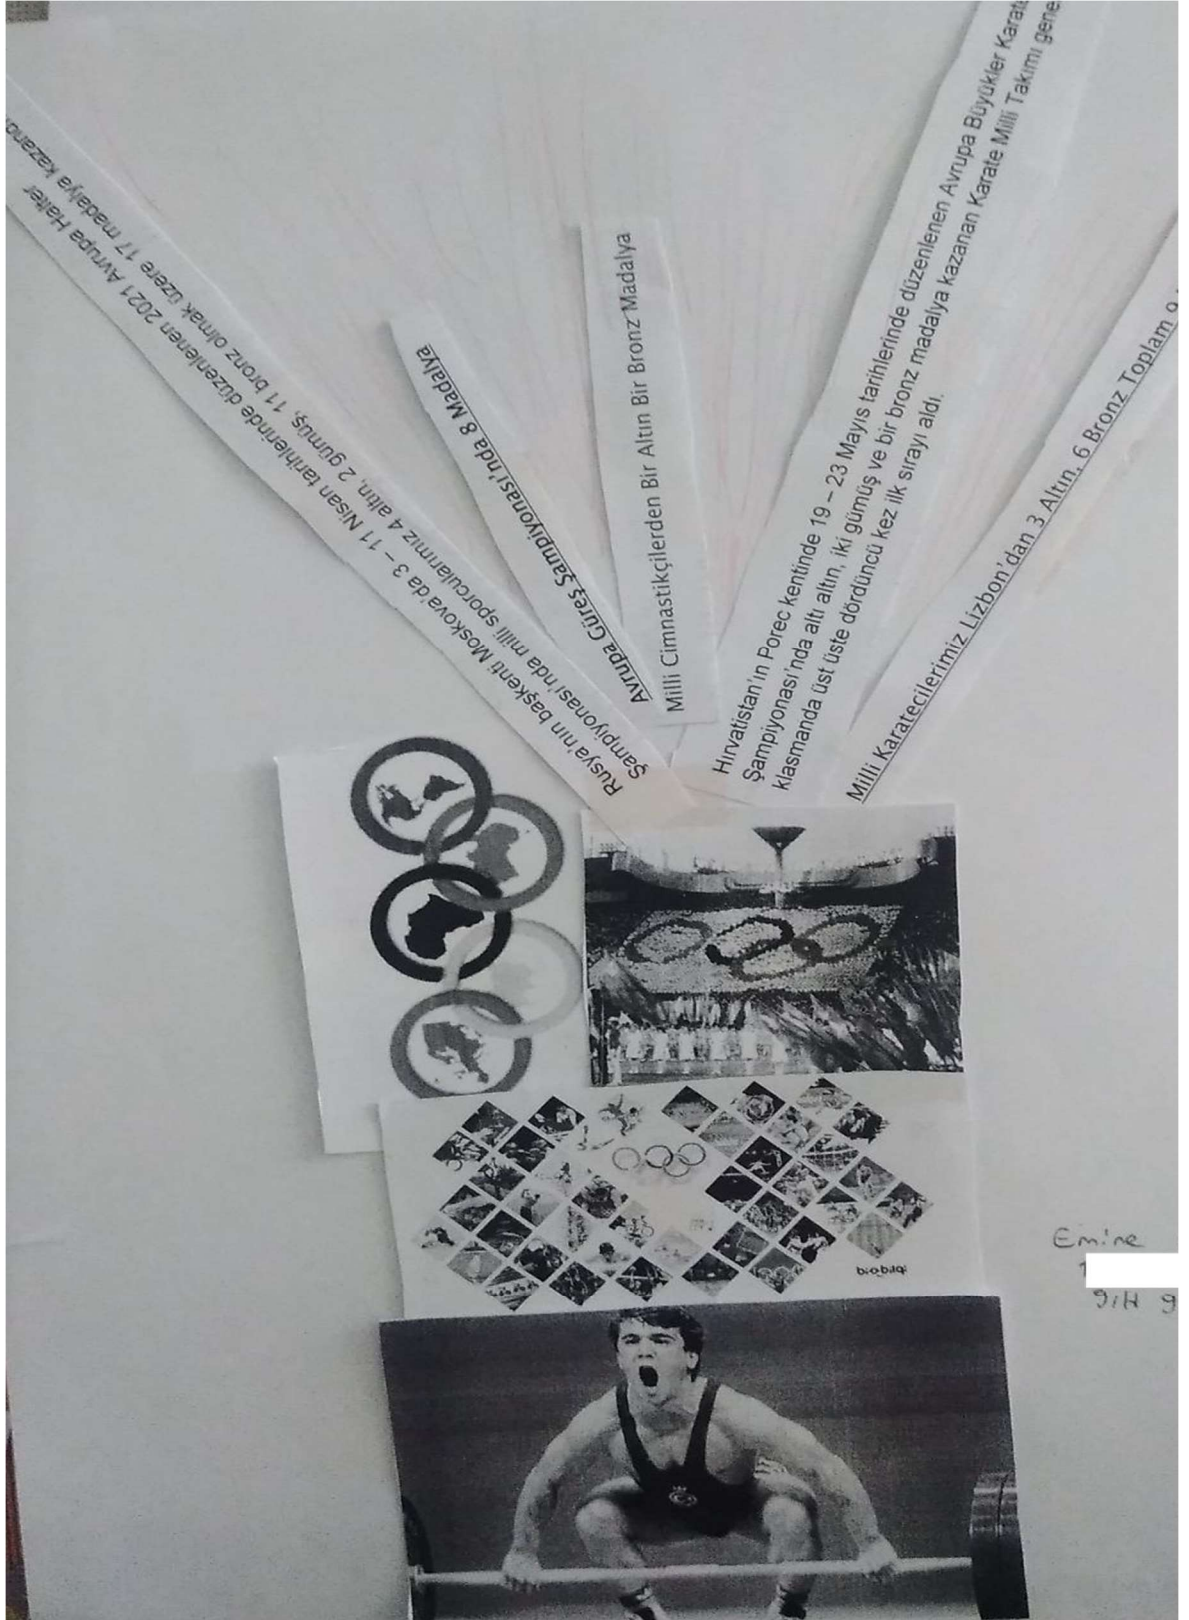 Rusya'nın başkenti Moskova'da 3 – 11 Nisan tarihlerinde düzenlenen 2021 Avrupa Halter
Şampiyonası'nda milli sporcularımız 4 altın, 2 gümüş, 11 bronz olmak üzere 17 madalya
Avrupa Güreş Şampiyonası'nda 8 Madalya
Milli Cimnastikçilerden Bir Altın Bir Bronz Madalya
Hırvatistan'ın Porec kentinde 19 – 23 Mayıs tarihlerinde düzenlenen Avrupa Büyükler Karate
Şampiyonası'nda altı altın, iki gümüş ve bir bronz madalya kazanan Karate Milli Takımı
klasmanda üst üste dördüncü kez ilk sırayı aldı.
Milli Karatecilerimiz Lizbon'dan 3 Altın, 6 Bronz Toplam 9
Emine
9/H 9